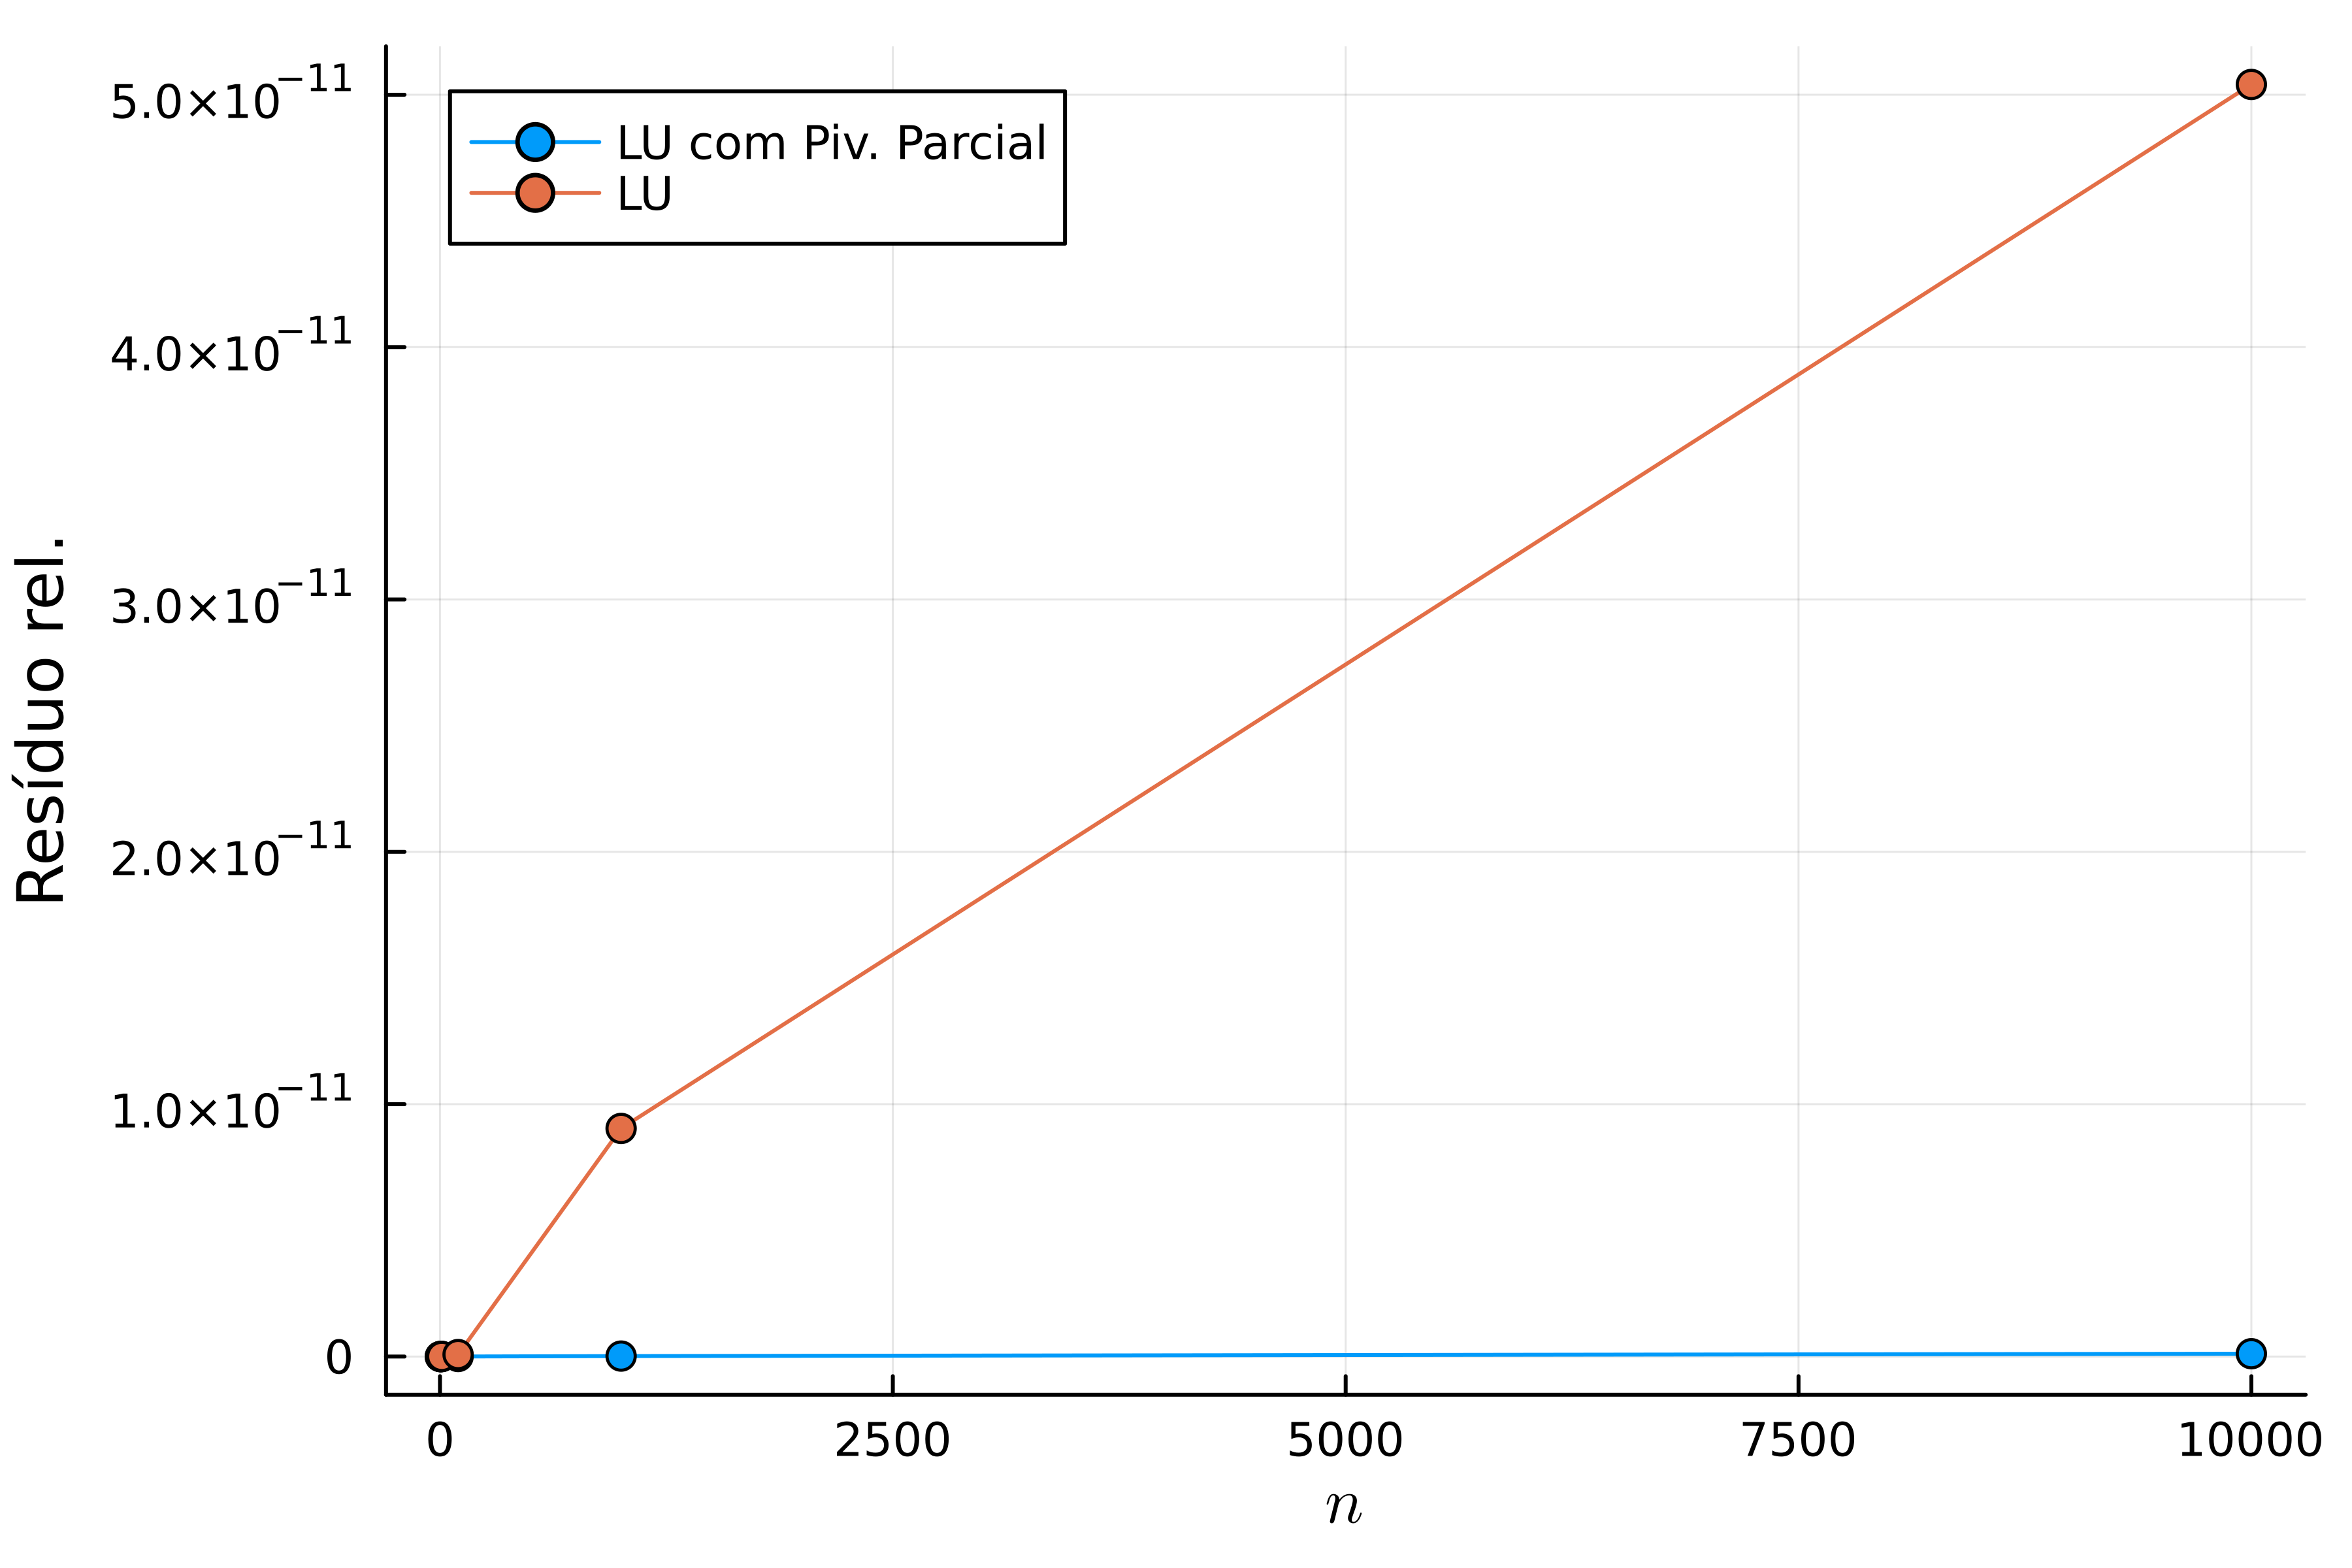 5.0×10−11
LU com Piv. Parcial
LU
4.0×10−11
3.0×10−11
Resíduo rel.
2.0×10−11
1.0×10−11
0
0 2500 5000 7500 10000
n